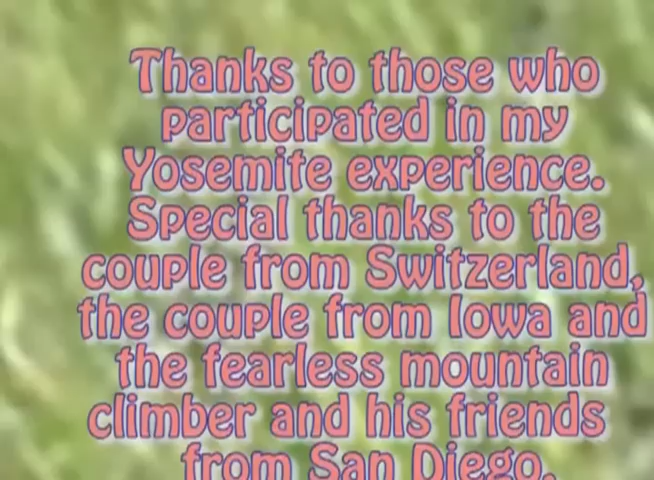 Thanks to those who
participated in my
Yosemite experience.
Special thanks to the
couple from Switzerland,
the couple from Iowa and
the fearless mountain
climber and his friends
from San Diego.